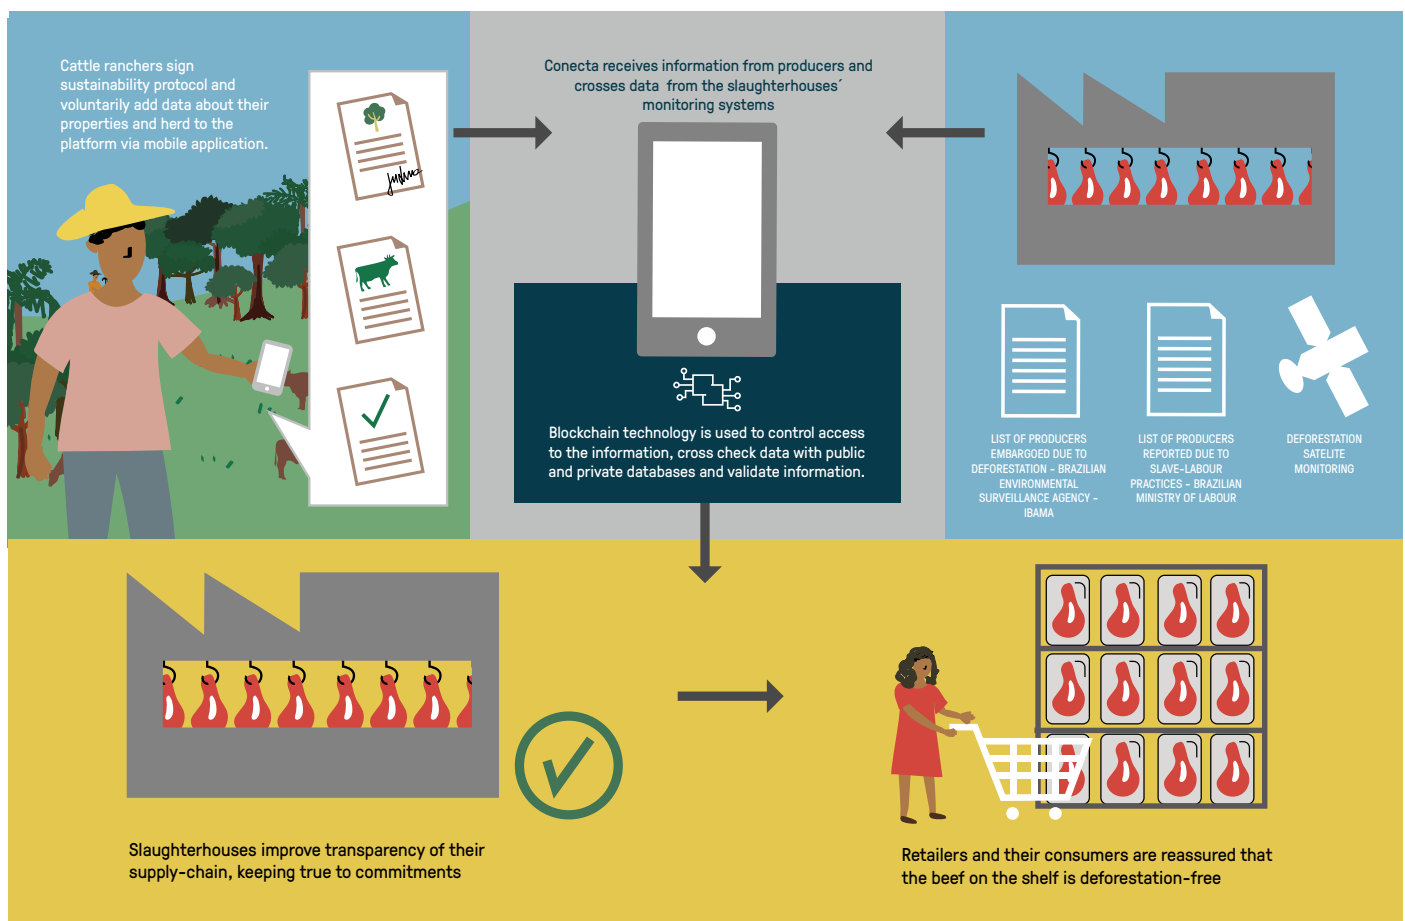 Cattle ranchers sign
sustainability protocol and
voluntarily add data about their
properties and herd to the
platform via mobile application.
Conecta receives information from producers and
crosses data from the slaughterhouses´
monitoring systems
Blockchain technology is used to control access
to the information, cross check data with public
and private databases and validate information.
LIST OF PRODUCERS
EMBARGOED DUE TO
DEFORESTATION - BRAZILIAN
ENVIRONMENTAL
SURVEILLANCE AGENCY -
IBAMA
LIST OF PRODUCERS
REPORTED DUE TO
SLAVE-LABOUR
PRACTICES - BRAZILIAN
MINISTRY OF LABOUR
DEFORESTATION
SATELITE
MONITORING
Slaughterhouses improve transparency of their
supply-chain, keeping true to commitments
Retailers and their consumers are reassured that
the beef on the shelf is deforestation-free